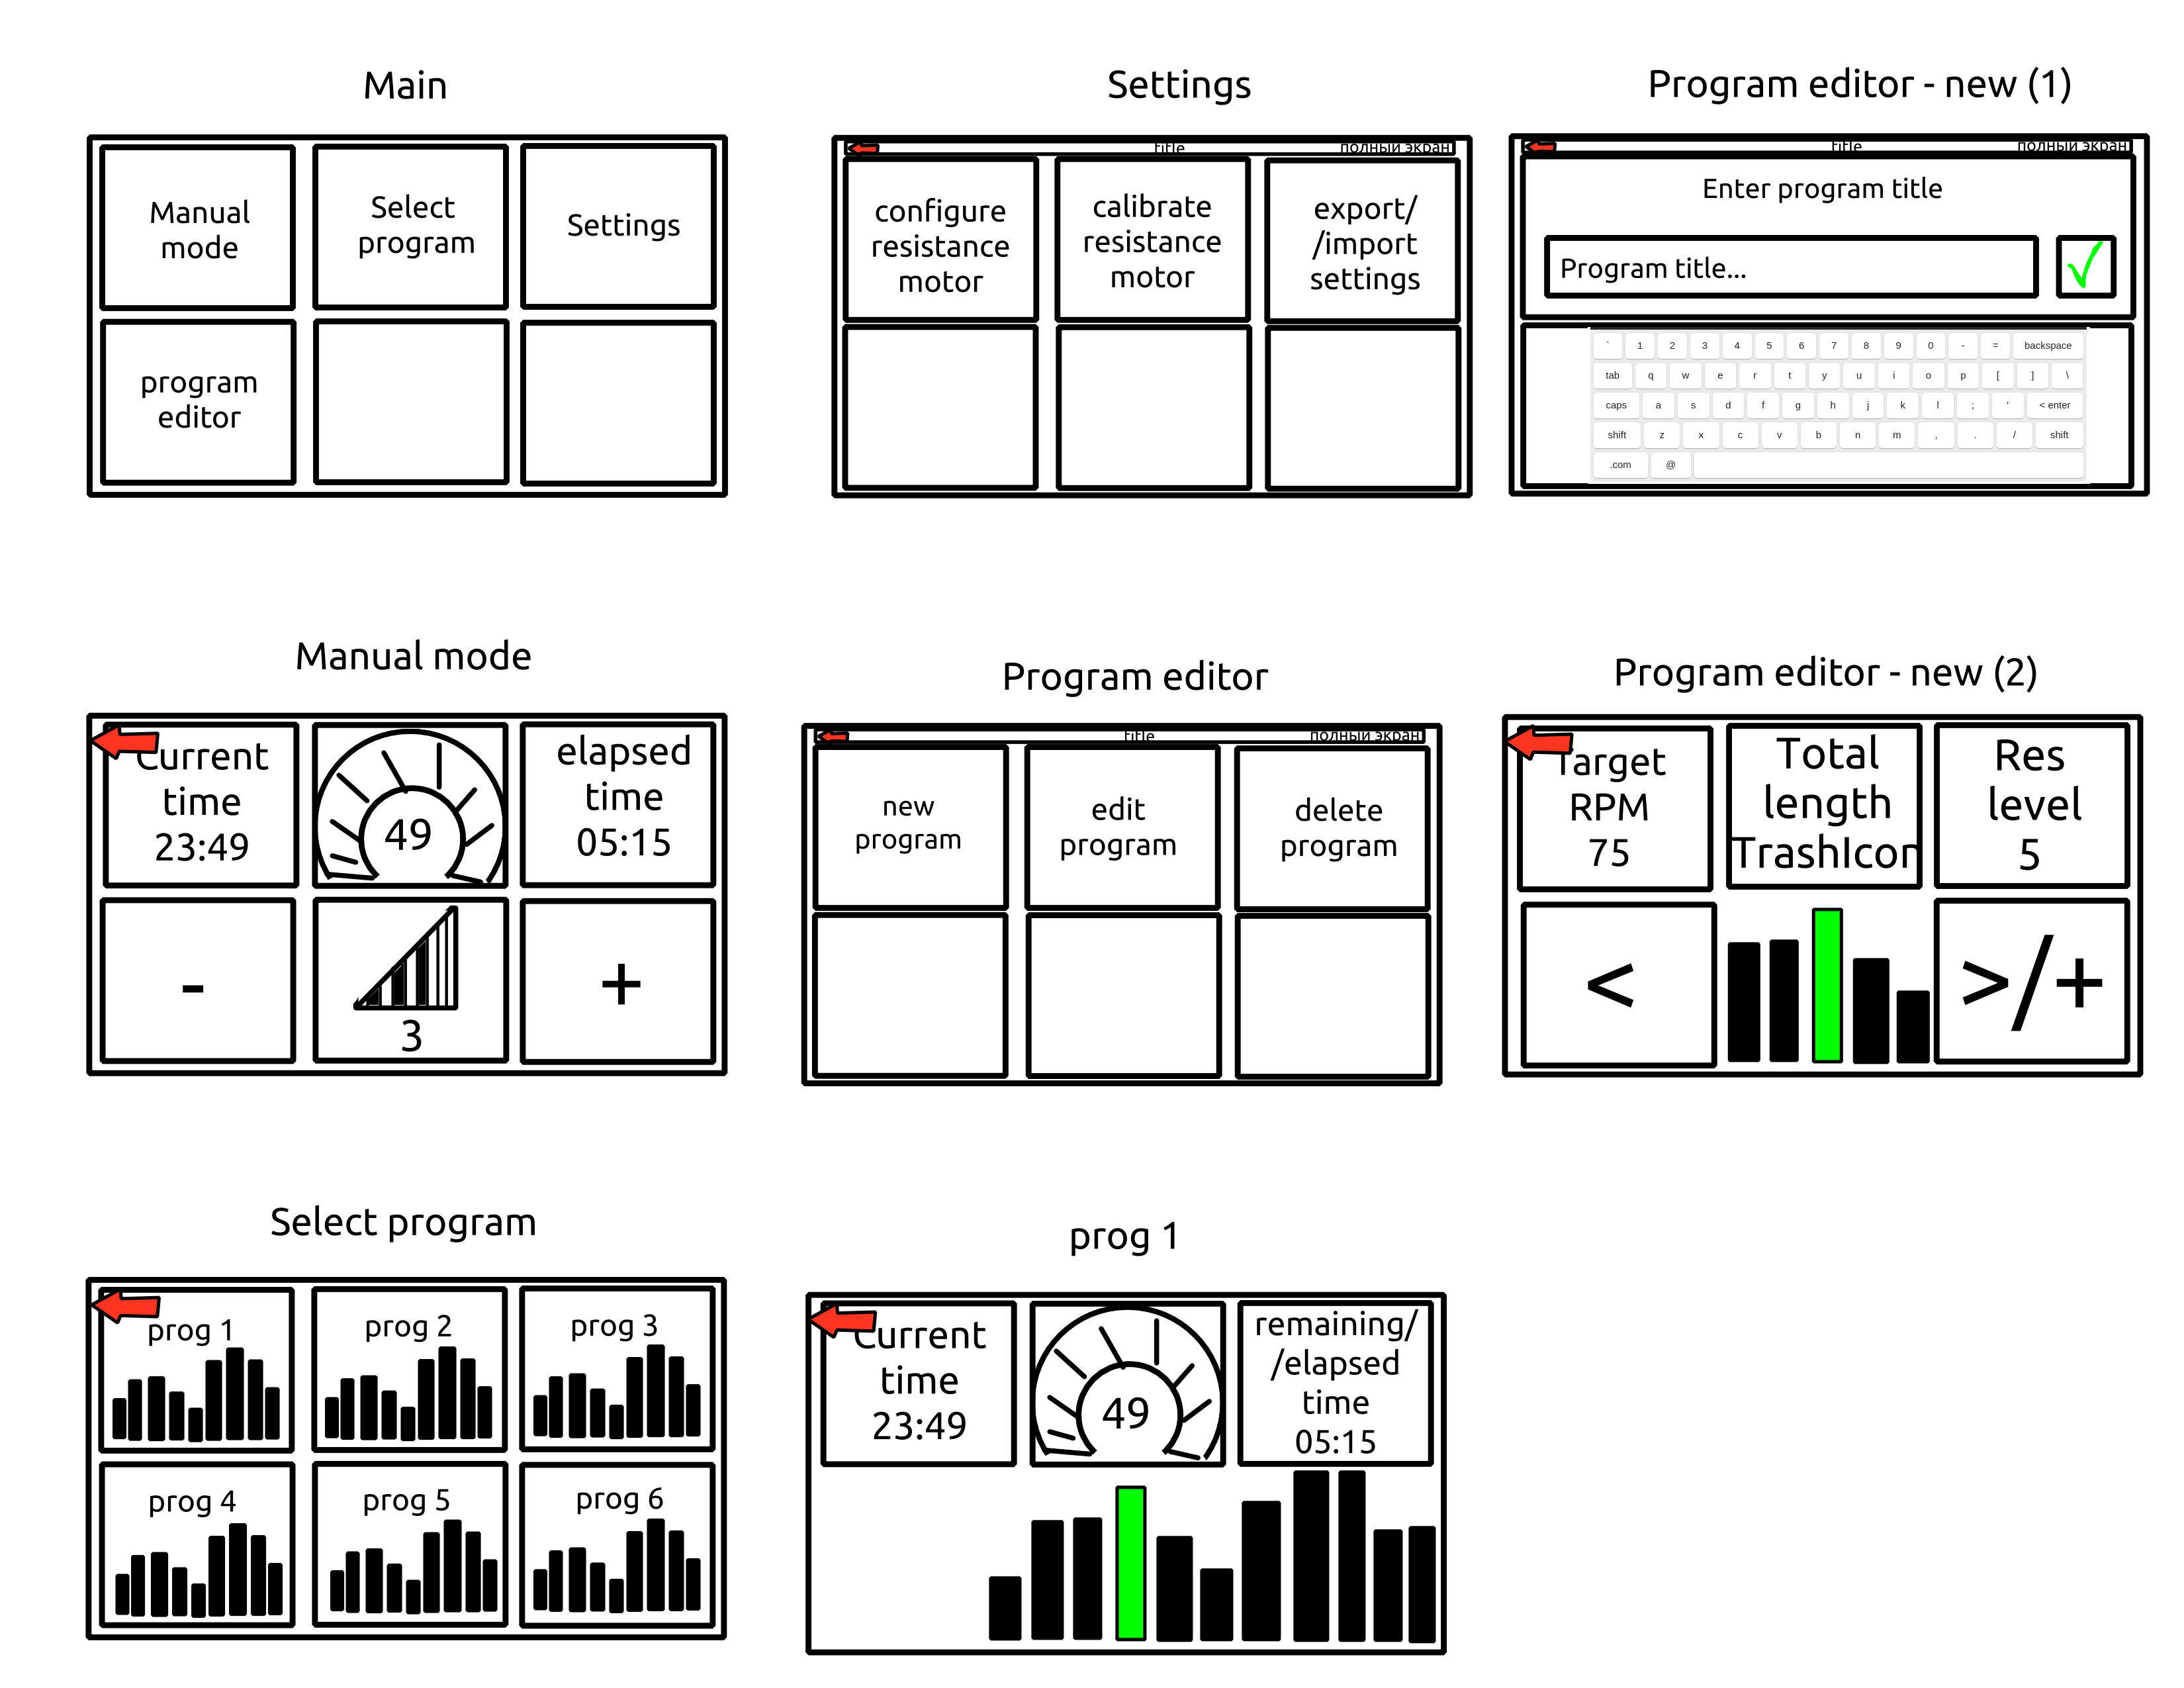 Main
Manual
mode
Select
program
Settings
program
editor
Settings
title
полный экран
configure
resistance
motor
calibrate
resistance
motor
export/
/import
settings
Program editor - new (1)
title
полный экран
Enter program title
Program title...
` 1 2 3 4 5 6 7 8 9 0 - = backspace
tab q w e r t y u i o p [ ] \
caps a s d f g h j k l ; ' < enter
shift z x c v b n m , . / shift
.com @
Manual mode
Current
time
23:49
49
elapsed
time
05:15
-
3
+
Program editor
title
полный экран
new
program
edit
program
delete
program
Program editor - new (2)
Target
RPM
75
Total
length
TrashIcon
Res
level
5
<
>/+
Select program
prog 1
prog 2
prog 3
prog 4
prog 5
prog 6
prog 1
Current
time
23:49
49
remaining/
/elapsed
time
05:15